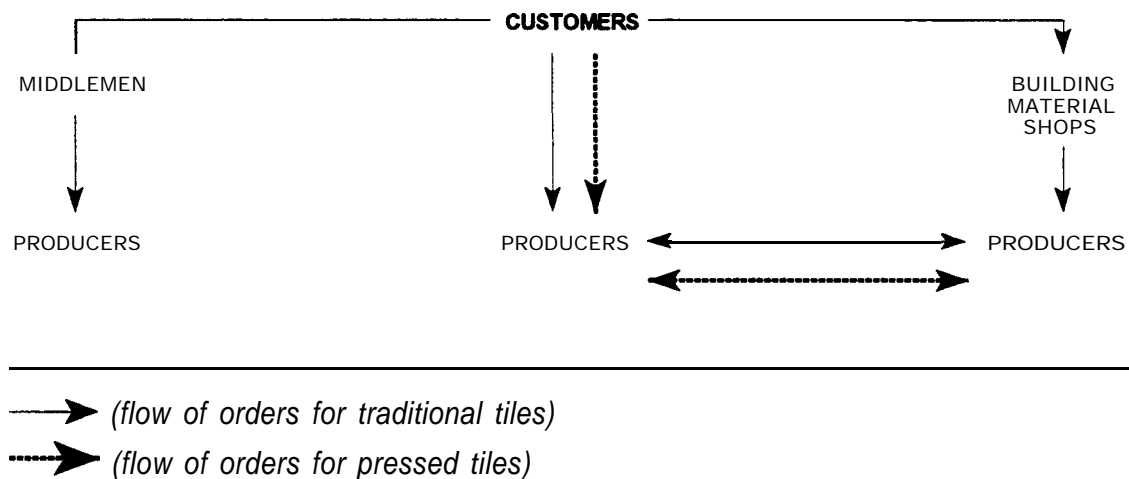 CUSTOMERS
MIDDLEMEN
BUILDING
MATERIAL
SHOPS
PRODUCERS
PRODUCERS
PRODUCERS
(flow of orders for traditional tiles)
(flow of orders for pressed tiles)